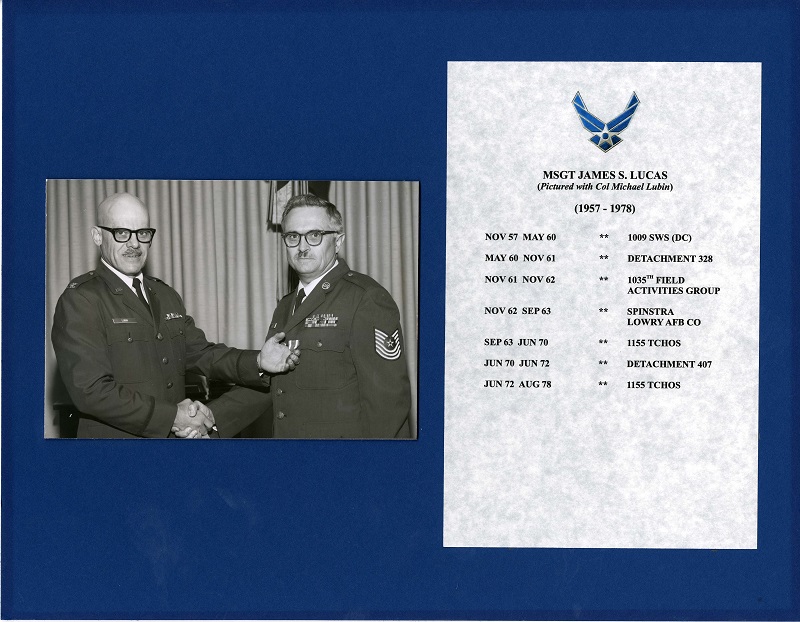 MSGT JAMES S. LUCAS
(Pictured with Col Michael Lubin)
(1957 - 1978)
NOV 57 MAY 60 ** 1009 SWS (DC)
MAY 60 NOV 61 ** DETACHMENT 328
NOV 61 NOV 62 ** 1035TH FIELD
ACTIVITIES GROUP
NOV 62 SEP 63 ** SPINSTRA
LOWRY AFB CO
SEP 63 JUN 70 ** 1155 TCHOS
JUN 70 JUN 72 ** DETACHMENT 407
JUN 72 AUG 78 ** 1155 TCHOS